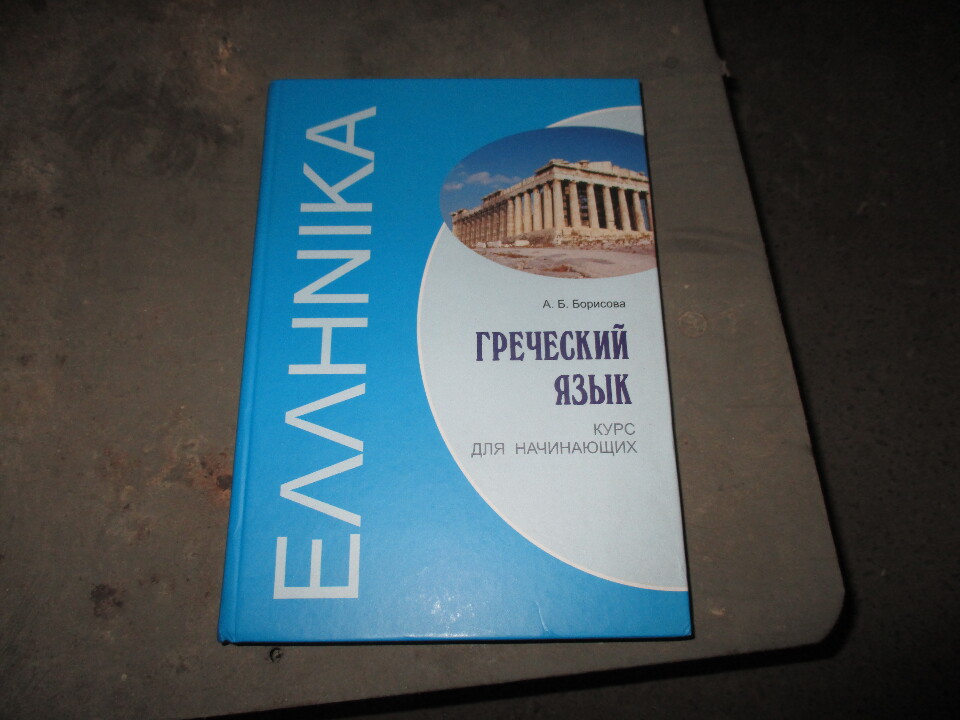 ΕΛΛΗΝΙΚΑ
А. Б. Борисова
ГРЕЧЕСКИЙ
ЯЗЫК
КУРС
ДЛЯ НАЧИНАЮЩИХ